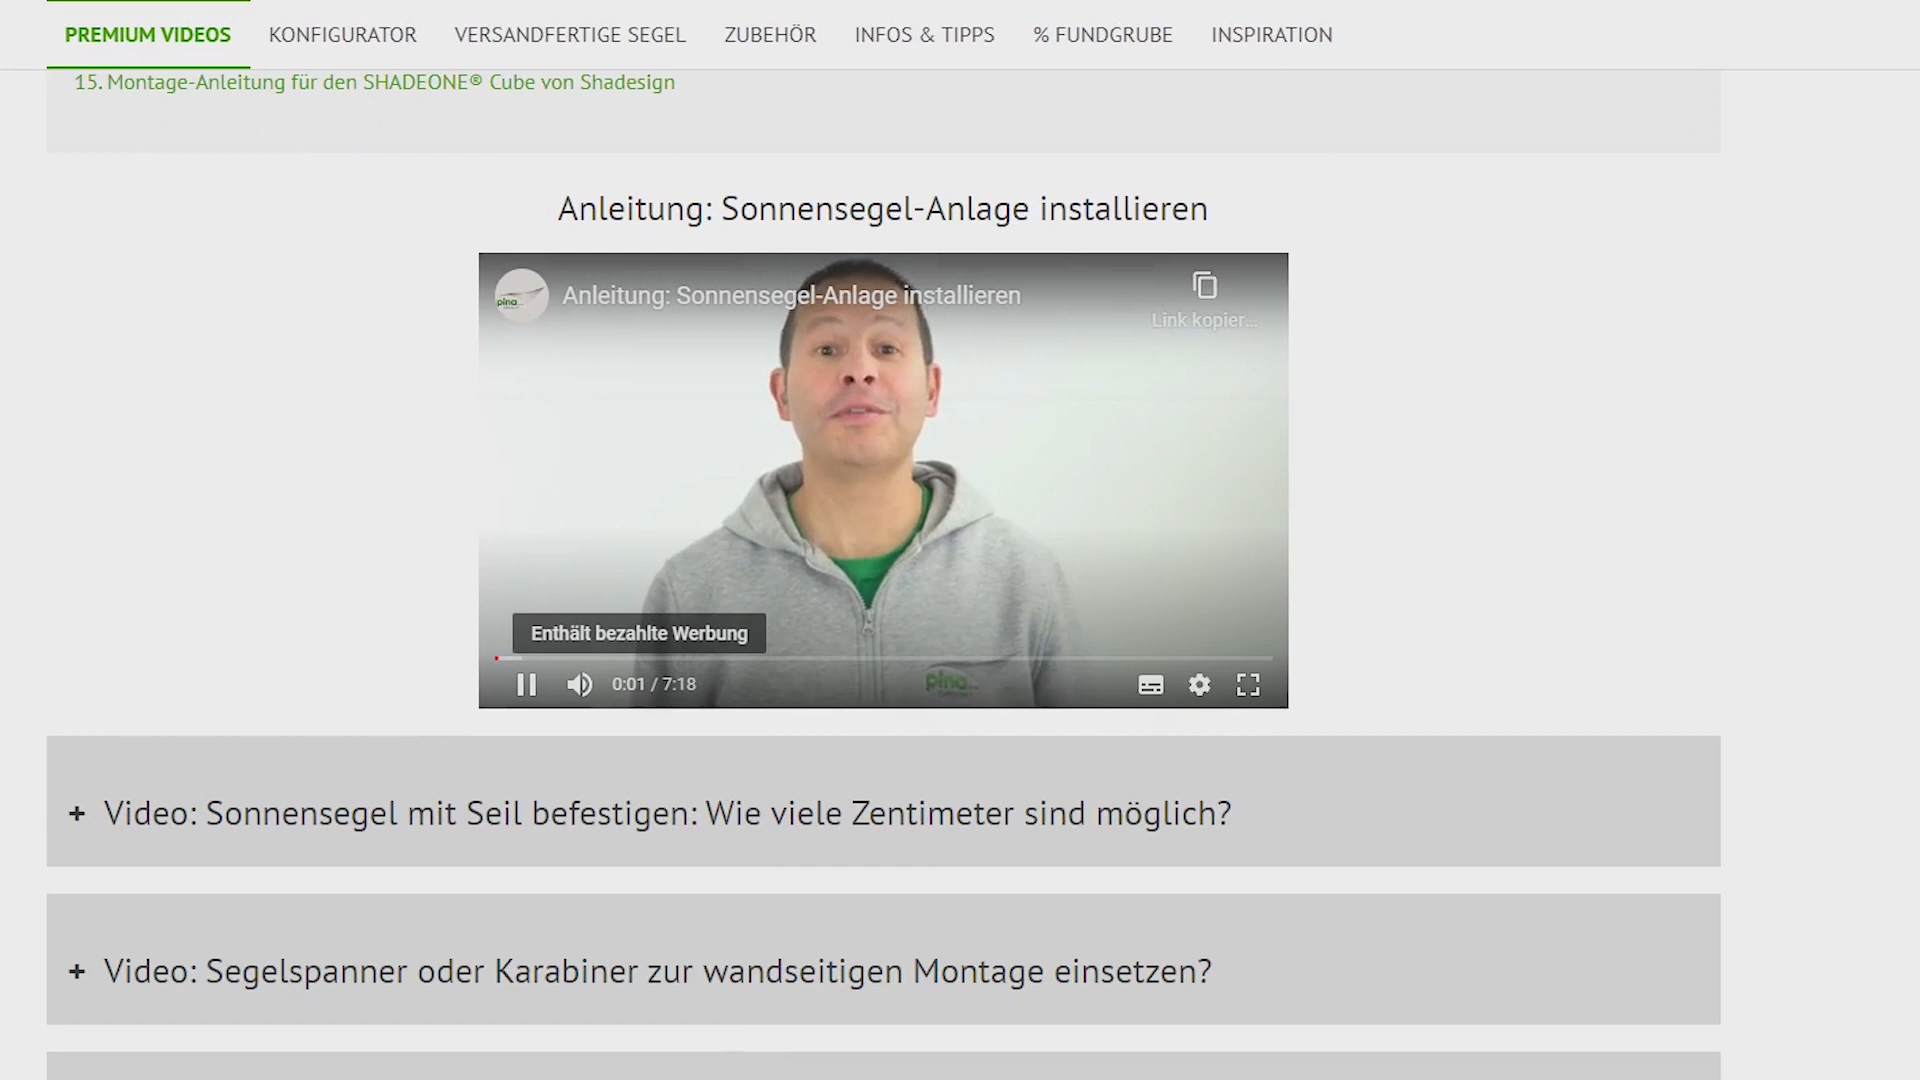 PREMIUM VIDEOS KONFIGURATOR VERSANDFERTIGE SEGEL ZUBEHÖR INFOS & TIPPS % FUNDGRUBE INSPIRATION
15. Montage-Anleitung für den SHADEONE® Cube von Shadesign
Anleitung: Sonnensegel-Anlage installieren
pina
Anleitung: Sonnensegel-Anlage installieren
Link kopier...
Enthält bezahlte Werbung
pina
0:01 / 7:18
+ Video: Sonnensegel mit Seil befestigen: Wie viele Zentimeter sind möglich?
+ Video: Segelspanner oder Karabiner zur wandseitigen Montage einsetzen?